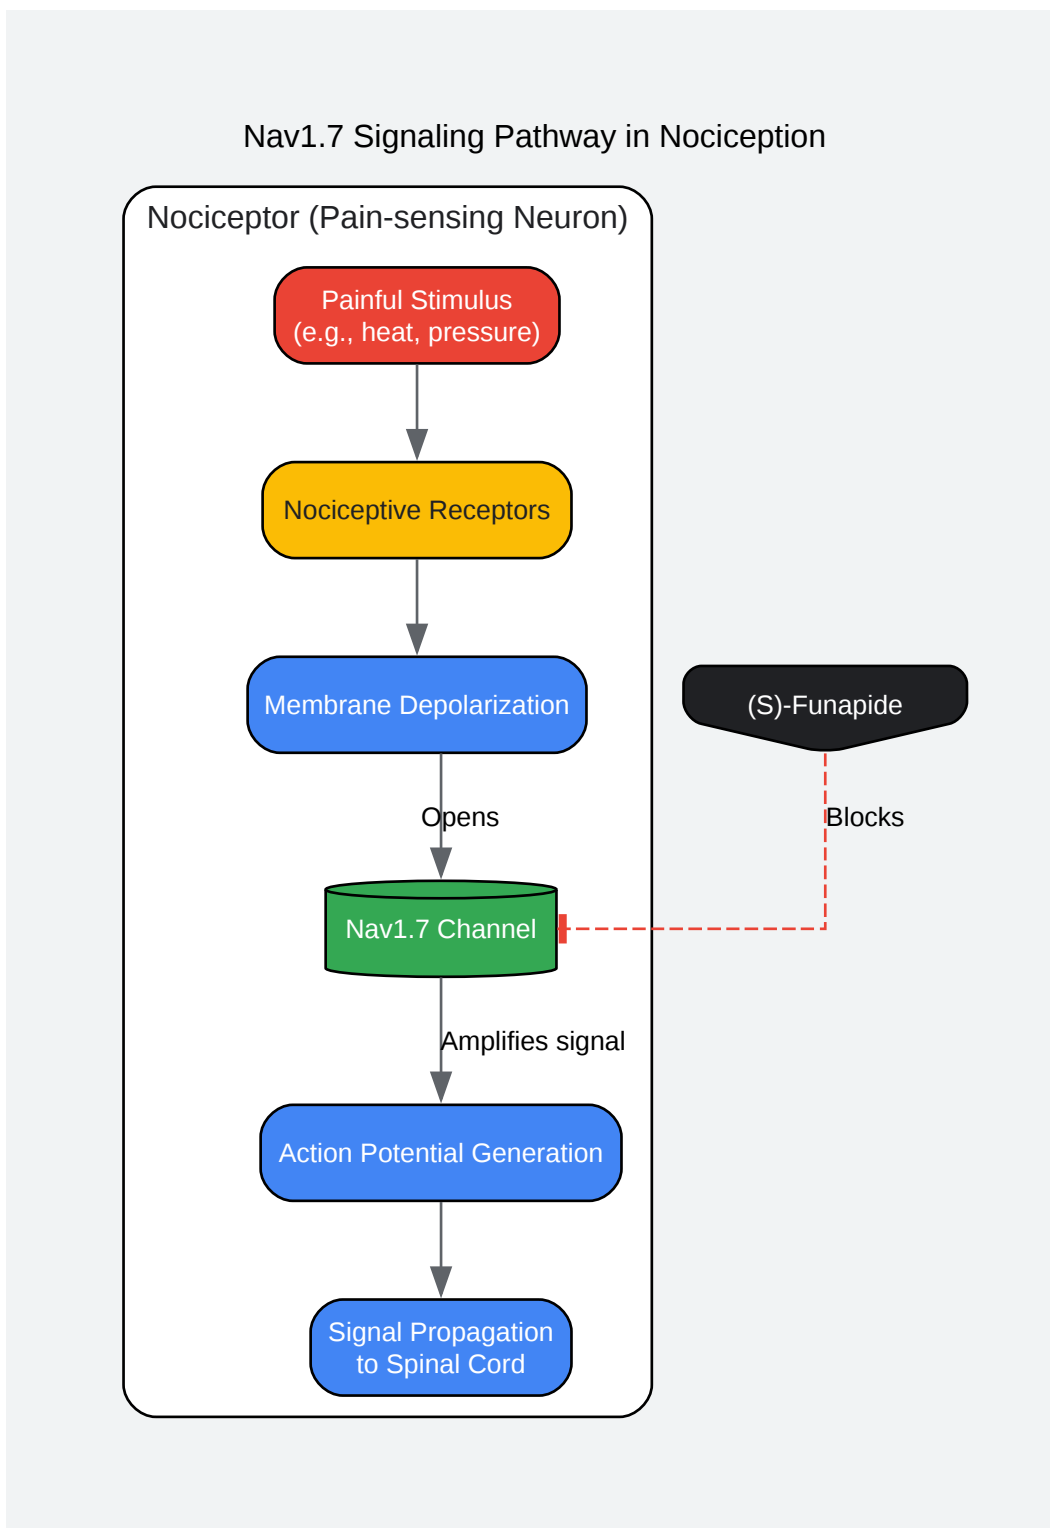 Nav1.7 Signaling Pathway in Nociception
Nociceptor (Pain-sensing Neuron)
Painful Stimulus
(e.g., heat, pressure)
Nociceptive Receptors
Membrane Depolarization
(S)-Funapide
Opens
Blocks
Nav1.7 Channel
Amplifies signal
Action Potential Generation
Signal Propagation
to Spinal Cord